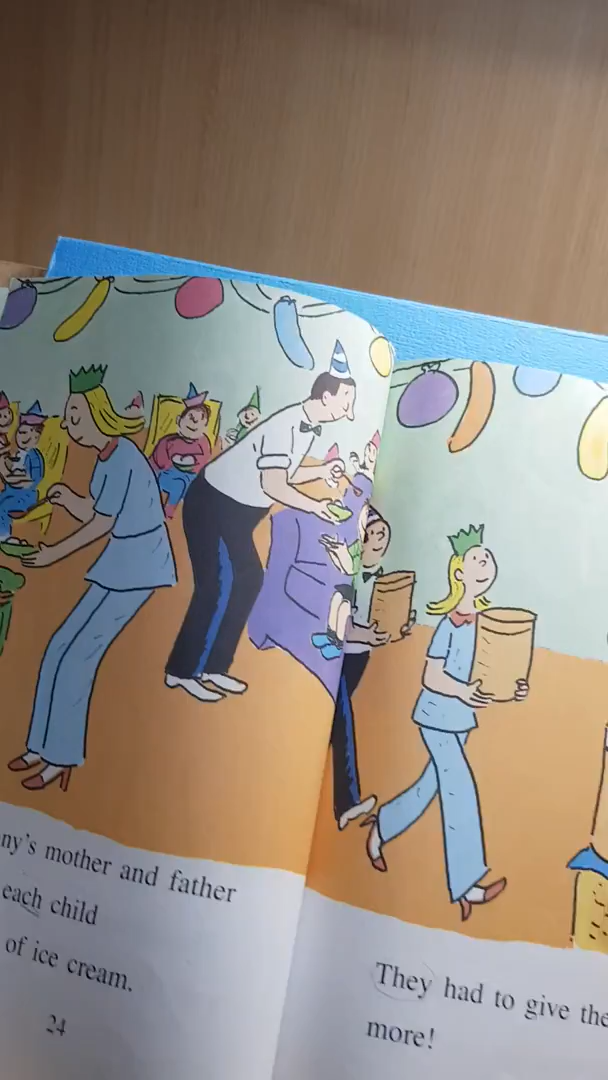 ny's mother and father
each child
of ice cream.
24
They had to give the
more!